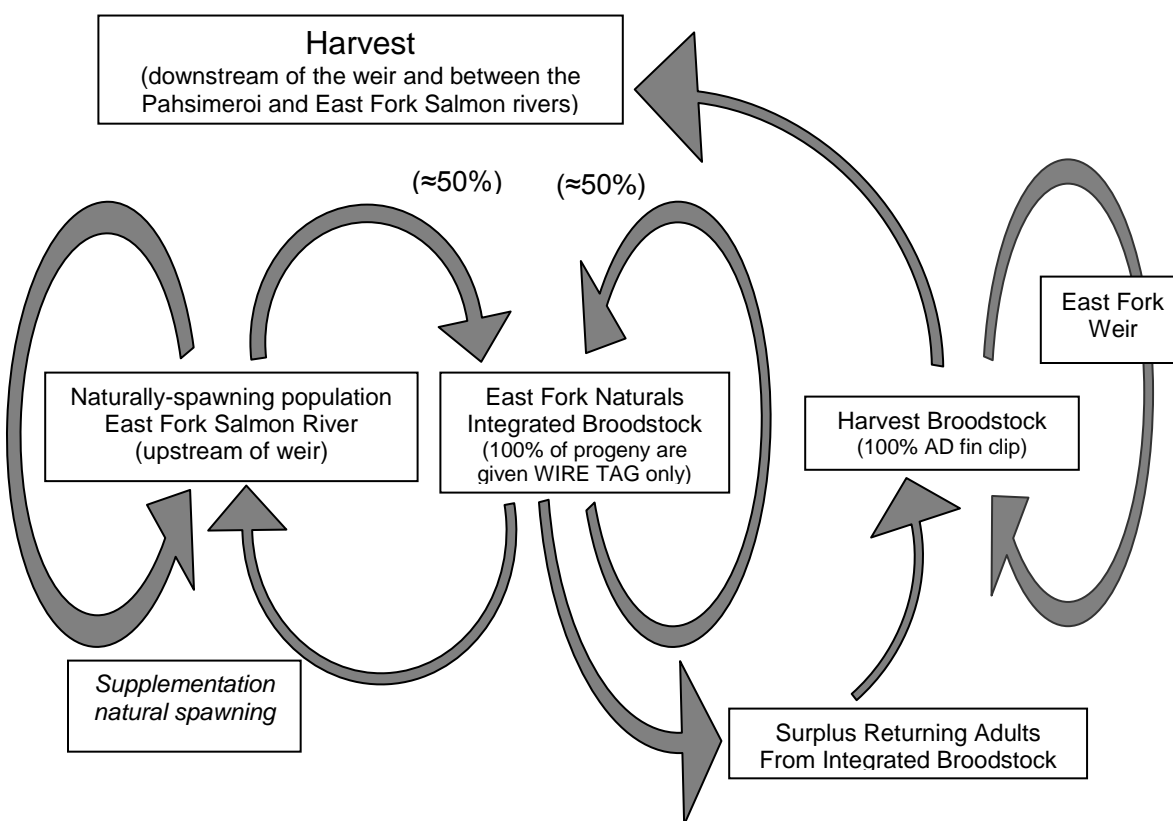 Harvest
(downstream of the weir and between the
Pahsimeroi and East Fork Salmon rivers)
(≈50%)
(≈50%)
East Fork
Weir
Naturally-spawning population
East Fork Salmon River
(upstream of weir)
East Fork Naturals
Integrated Broodstock
(100% of progeny are
given WIRE TAG only)
Harvest Broodstock
(100% AD fin clip)
Supplementation
natural spawning
Surplus Returning Adults
From Integrated Broodstock